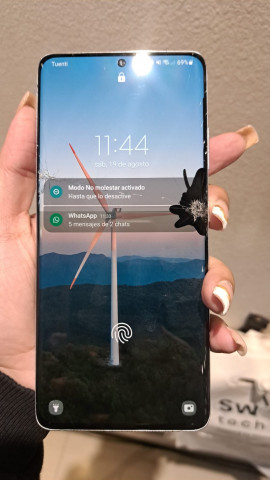 Tuenti
69%
11:44
sáb, 19 de agosto
Modo No molestar activado
Hasta que lo desactive
WhatsApp 11:33
5 mensajes de 2 chats
sw
tech